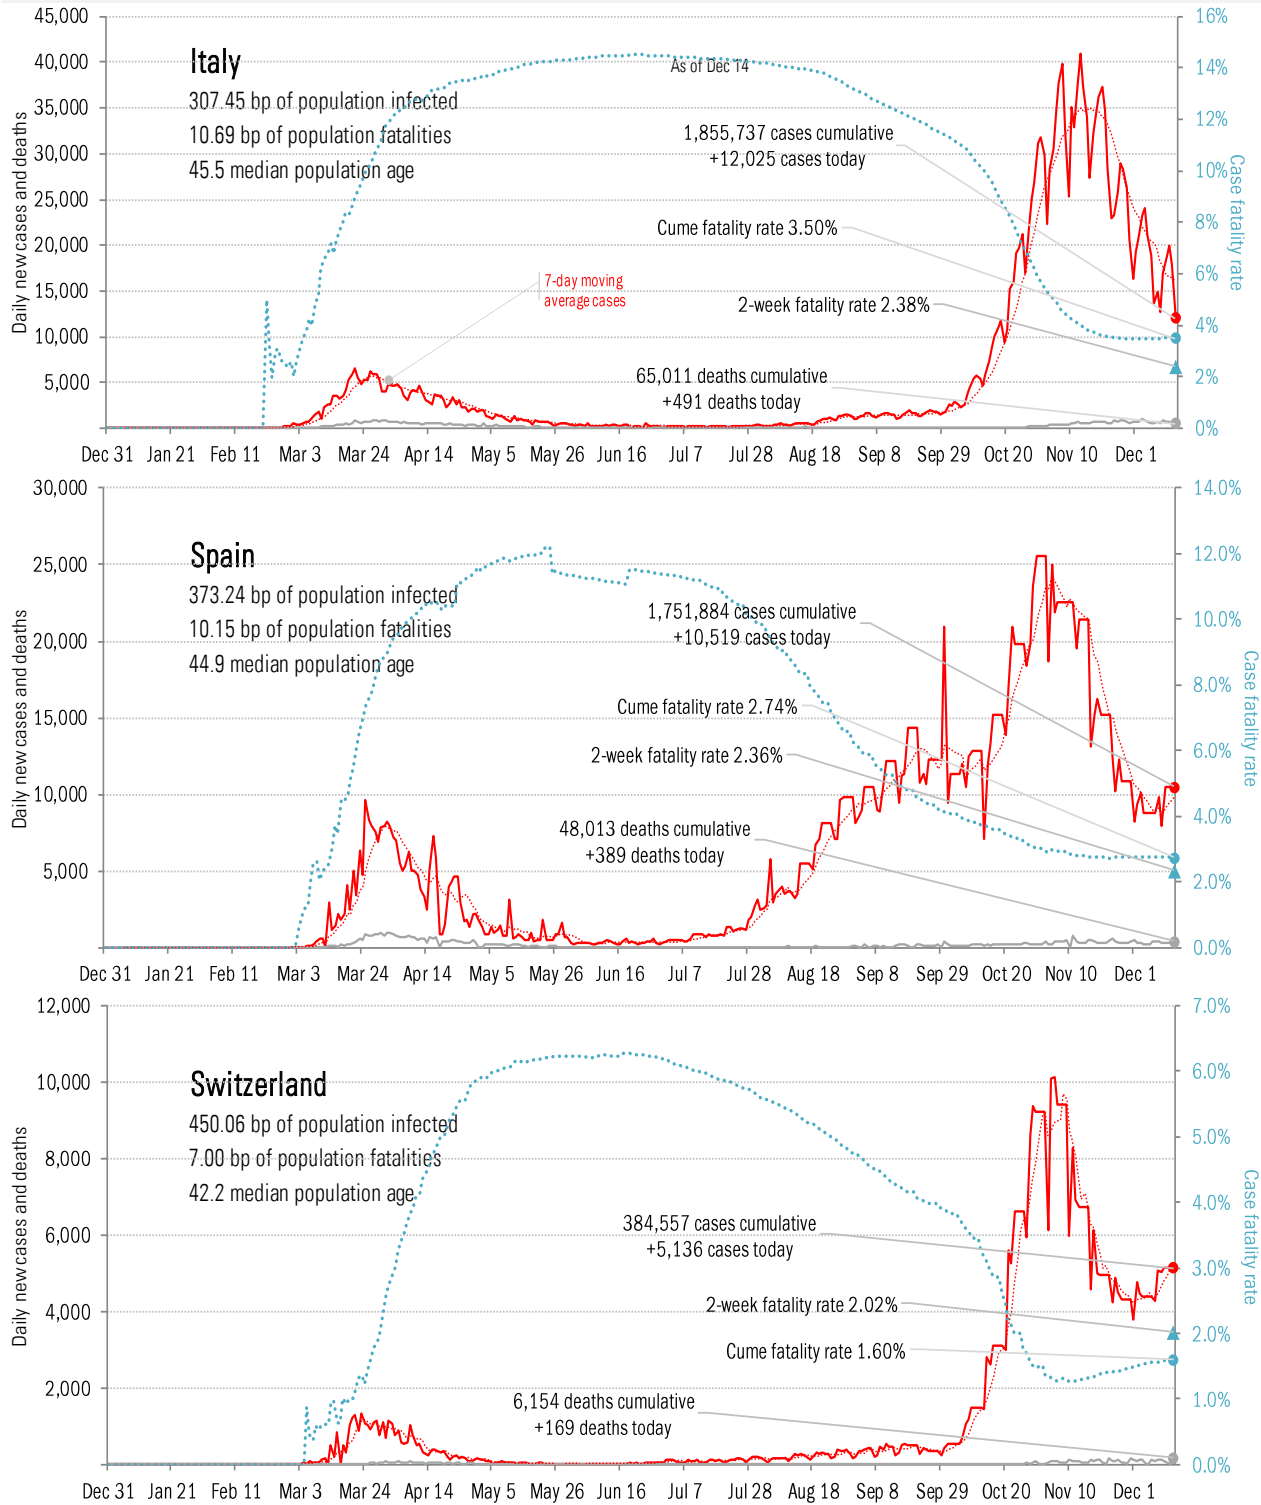 45,000
40,000
35,000
30,000
25,000
20,000
15,000
10,000
5,000
Daily new cases and deaths
16%
14%
12%
10%
8%
6%
4%
2%
0%
Case fatality rate
Italy
307.45 bp of population infected
10.69 bp of population fatalities
45.5 median population age
As of Dec 14
1,855,737 cases cumulative
+12,025 cases today
Cume fatality rate 3.50%
7-day moving
average cases
2-week fatality rate 2.38%
65,011 deaths cumulative
+491 deaths today
Dec 31 Jan 21 Feb 11 Mar 3 Mar 24 Apr 14 May 5 May 26 Jun 16 Jul 7 Jul 28 Aug 18 Sep 8 Sep 29 Oct 20 Nov 10 Dec 1
30,000
25,000
20,000
15,000
10,000
5,000
Daily new cases and deaths
14.0%
12.0%
10.0%
8.0%
6.0%
4.0%
2.0%
0.0%
Case fatality rate
Spain
373.24 bp of population infected
10.15 bp of population fatalities
44.9 median population age
1,751,884 cases cumulative
+10,519 cases today
Cume fatality rate 2.74%
2-week fatality rate 2.36%
48,013 deaths cumulative
+389 deaths today
Dec 31 Jan 21 Feb 11 Mar 3 Mar 24 Apr 14 May 5 May 26 Jun 16 Jul 7 Jul 28 Aug 18 Sep 8 Sep 29 Oct 20 Nov 10 Dec 1
12,000
10,000
8,000
6,000
4,000
2,000
Daily new cases and deaths
7.0%
6.0%
5.0%
4.0%
3.0%
2.0%
1.0%
0.0%
Case fatality rate
Switzerland
450.06 bp of population infected
7.00 bp of population fatalities
42.2 median population age
384,557 cases cumulative
+5,136 cases today
2-week fatality rate 2.02%
Cume fatality rate 1.60%
6,154 deaths cumulative
+169 deaths today
Dec 31 Jan 21 Feb 11 Mar 3 Mar 24 Apr 14 May 5 May 26 Jun 16 Jul 7 Jul 28 Aug 18 Sep 8 Sep 29 Oct 20 Nov 10 Dec 1